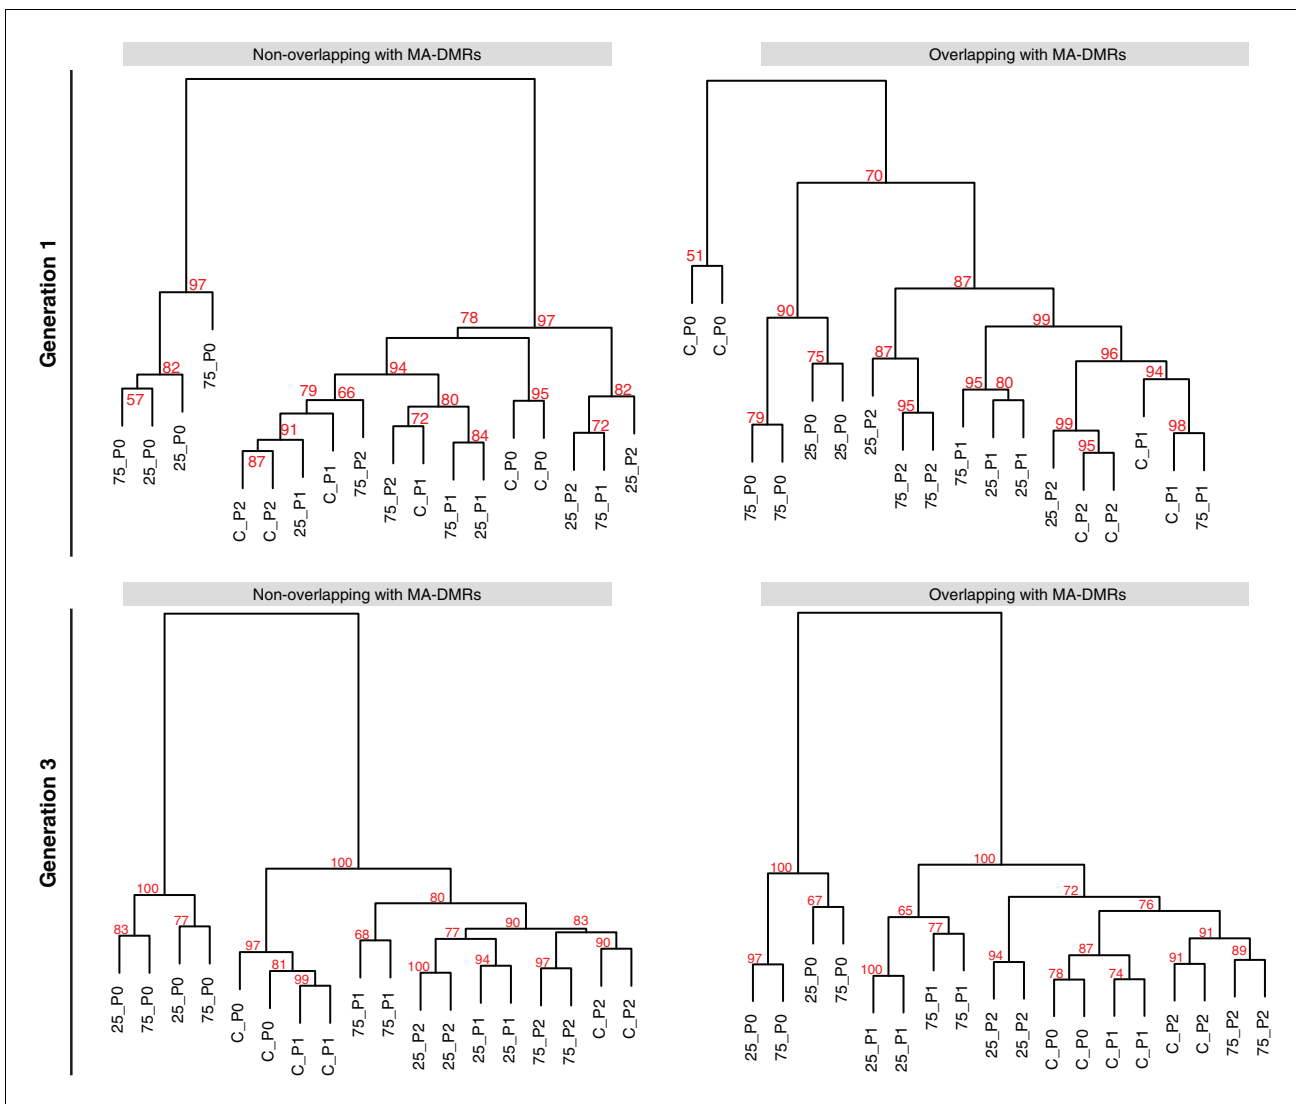 Non-overlapping with MA-DMRs
Overlapping with MA-DMRs
Generation 1
97
82
57
75_P0
25_P0
25_P0
75_P0
78
97
94
79
66
91
87
80
72
84
95
82
72
C_P2
C_P2
25_P1
C_P1
75_P2
75_P2
C_P1
75_P1
25_P1
C_P0
C_P0
25_P2
75_P1
25_P2
70
51
C_P0
C_P0
90
79
75
75_P0
75_P0
25_P0
25_P0
87
87
95
25_P2
75_P2
75_P2
99
95
80
75_P1
25_P1
25_P1
96
99
95
94
98
25_P2
C_P2
C_P2
C_P1
C_P1
75_P1
Non-overlapping with MA-DMRs
Overlapping with MA-DMRs
Generation 3
100
83
77
25_P0
75_P0
25_P0
75_P0
100
97
81
99
C_P0
C_P0
C_P1
C_P1
80
68
75_P1
75_P1
90
77
100
94
25_P2
25_P2
25_P1
25_P1
83
97
90
75_P2
75_P2
C_P2
C_P2
100
97
67
25_P0
75_P0
25_P0
75_P0
100
65
100
77
25_P1
25_P1
75_P1
75_P1
72
94
25_P2
25_P2
76
87
78
74
C_P0
C_P0
C_P1
C_P1
91
91
89
C_P2
C_P2
75_P2
75_P2